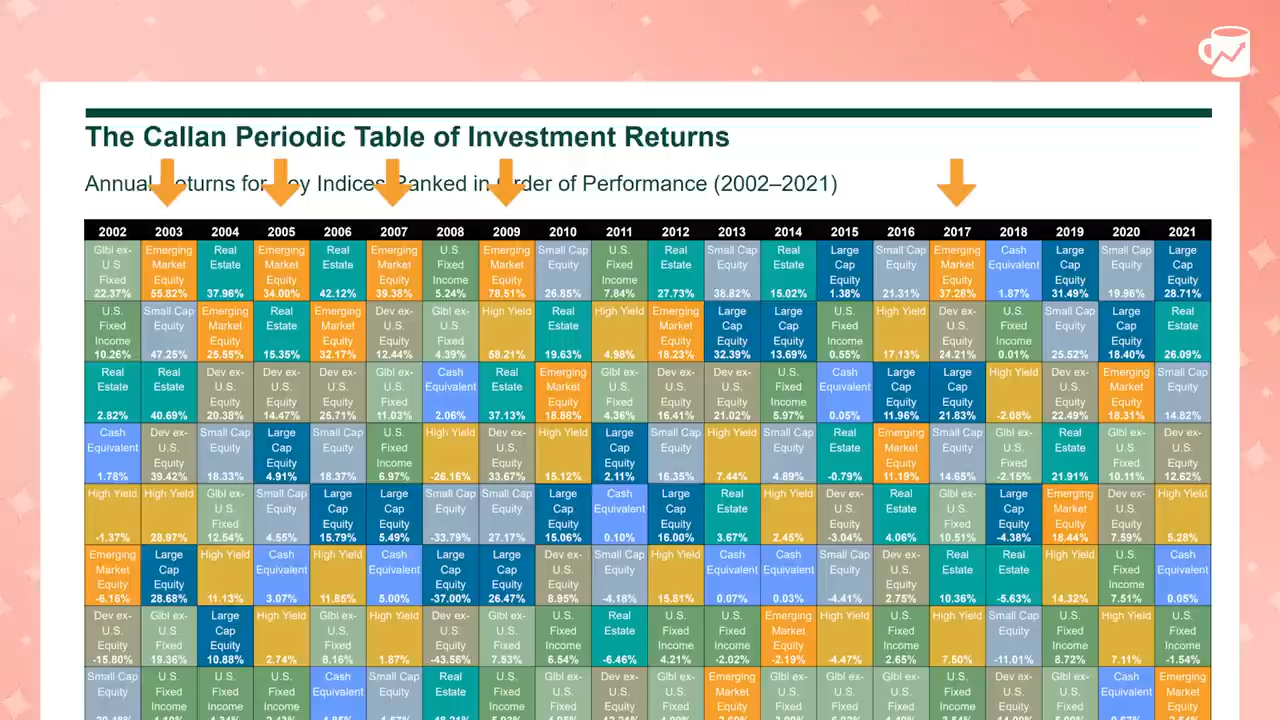 The Callan Periodic Table of Investment Returns
Annual Returns for Key Indices Ranked in Order of Performance (2002–2021)
2002 2003 2004 2005 2006 2007 2008 2009 2010 2011 2012 2013 2014 2015 2016 2017 2018 2019 2020 2021
Glbl ex-U.S Fixed 22.37%
Emerging Market Equity 55.82%
Real Estate 37.96%
Emerging Market Equity 34.00%
Real Estate 42.12%
Emerging Market Equity 39.38%
U.S. Fixed Income 5.24%
Emerging Market Equity 78.51%
Small Cap Equity 26.85%
U.S. Fixed Income 7.84%
Real Estate 27.73%
Small Cap Equity 38.82%
Real Estate 15.02%
Large Cap Equity 1.38%
Small Cap Equity 21.31%
Emerging Market Equity 37.28%
Cash Equivalent 1.87%
Large Cap Equity 31.49%
Small Cap Equity 19.96%
Large Cap Equity 28.71%
U.S. Fixed Income 10.26%
Small Cap Equity 47.25%
Emerging Market Equity 25.55%
Real Estate 15.35%
Emerging Market Equity 32.17%
Dev ex-U.S. Equity 12.44%
Glbl ex-U.S. Fixed 4.39%
High Yield 58.21%
Real Estate 19.63%
High Yield 4.98%
Emerging Market Equity 18.23%
Large Cap Equity 32.39%
Large Cap Equity 13.69%
U.S. Fixed Income 0.55%
High Yield 17.13%
Dev ex-U.S. Equity 24.21%
U.S. Fixed Income 0.01%
Small Cap Equity 25.52%
Large Cap Equity 18.40%
Real Estate 26.09%
Real Estate 2.82%
Real Estate 40.69%
Dev ex-U.S. Equity 20.38%
Dev ex-U.S. Equity 14.47%
Dev ex-U.S. Equity 25.71%
Glbl ex-U.S. Fixed 11.03%
Cash Equivalent 2.06%
Real Estate 37.13%
Emerging Market Equity 18.88%
Glbl ex-U.S. Fixed 4.36%
Dev ex-U.S. Equity 16.41%
Dev ex-U.S. Equity 21.02%
U.S. Fixed Income 5.97%
Cash Equivalent 0.05%
Large Cap Equity 11.96%
Large Cap Equity 21.83%
High Yield -2.08%
Dev ex-U.S. Equity 22.49%
Emerging Market Equity 18.31%
Small Cap Equity 14.82%
Cash Equivalent 1.78%
Dev ex-U.S. Equity 39.42%
Small Cap Equity 18.33%
Large Cap Equity 4.91%
Small Cap Equity 18.37%
U.S. Fixed Income 6.97%
High Yield -26.16%
Dev ex-U.S. Equity 33.67%
High Yield 15.12%
Large Cap Equity 2.11%
Small Cap Equity 16.35%
High Yield 7.44%
Small Cap Equity 4.89%
Real Estate -0.79%
Emerging Market Equity 11.19%
Small Cap Equity 14.65%
Glbl ex-U.S. Fixed -2.15%
Real Estate 21.91%
Glbl ex-U.S. Fixed 10.11%
Dev ex-U.S. Equity 12.62%
High Yield -1.37%
High Yield 28.97%
Glbl ex-U.S. Fixed 12.54%
Small Cap Equity 4.55%
Large Cap Equity 15.79%
Large Cap Equity 5.49%
Small Cap Equity -33.79%
Small Cap Equity 27.17%
Large Cap Equity 15.06%
Cash Equivalent 0.10%
Large Cap Equity 16.00%
Real Estate 3.67%
High Yield 2.45%
Dev ex-U.S. Equity -3.04%
Real Estate 4.06%
Glbl ex-U.S. Fixed 10.51%
Large Cap Equity -4.38%
Emerging Market Equity 18.44%
Dev ex-U.S. Equity 7.59%
High Yield 5.28%
Emerging Market Equity -6.16%
Large Cap Equity 28.68%
High Yield 11.13%
Cash Equivalent 3.07%
High Yield 11.85%
Cash Equivalent 5.00%
Large Cap Equity -37.00%
Large Cap Equity 26.47%
Dev ex-U.S. Equity 8.95%
Small Cap Equity -4.18%
High Yield 15.81%
Cash Equivalent 0.07%
Cash Equivalent 0.03%
Small Cap Equity -4.41%
Dev ex-U.S. Equity 2.75%
Real Estate 10.36%
Real Estate -5.63%
High Yield 14.32%
U.S. Fixed Income 7.51%
Cash Equivalent 0.05%
Dev ex-U.S. Equity -15.80%
Glbl ex-U.S. Fixed 19.36%
Large Cap Equity 10.88%
High Yield 2.74%
Glbl ex-U.S. Fixed 8.16%
High Yield 1.87%
Dev ex-U.S. Equity -43.56%
Glbl ex-U.S. Fixed 7.53%
U.S. Fixed Income 6.54%
Real Estate -6.46%
U.S. Fixed Income 4.21%
U.S. Fixed Income -2.02%
Emerging Market Equity -2.19%
High Yield -4.47%
U.S. Fixed Income 2.65%
High Yield 7.50%
Small Cap Equity -11.01%
U.S. Fixed Income 8.72%
High Yield 7.11%
U.S. Fixed Income -1.54%
Small Cap Equity
U.S. Fixed Income
U.S. Fixed Income
U.S. Fixed Income
Cash Equivalent
Small Cap Equity
Real Estate
U.S. Fixed Income
Glbl ex-U.S. Fixed
Dev ex-U.S. Equity
Glbl ex-U.S. Fixed
Emerging Market Equity
Glbl ex-U.S. Fixed
Glbl ex-U.S. Fixed
Glbl ex-U.S. Fixed
U.S. Fixed Income
Dev ex-U.S. Equity
Glbl ex-U.S. Fixed
Cash Equivalent
Emerging Market Equity